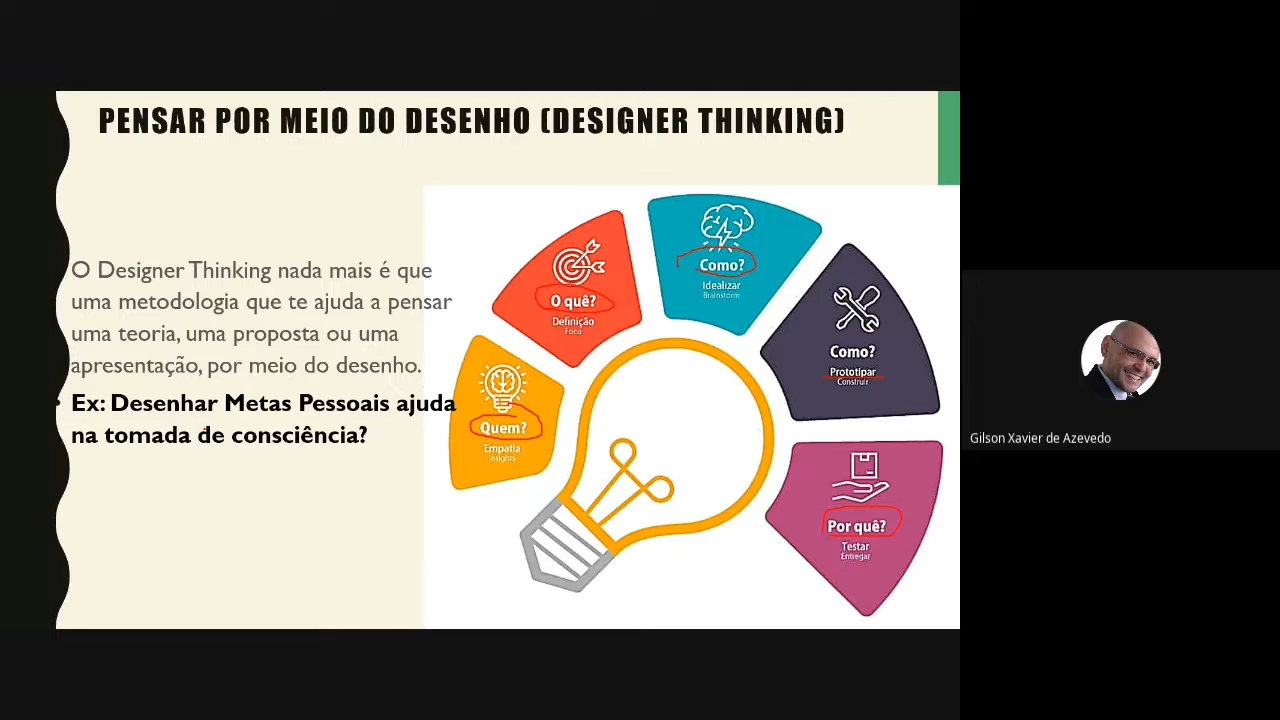 PENSAR POR MEIO DO DESENHO (DESIGNER THINKING)
O Designer Thinking nada mais é que
uma metodologia que te ajuda a pensar
uma teoria, uma proposta ou uma
apresentação, por meio do desenho.
• Ex: Desenhar Metas Pessoais ajuda
na tomada de consciência?
Quem?
Empatia
Insights
O quê?
Definição
Foco
Como?
Idealizar
Brainstorm
Como?
Prototipar
Construir
Por quê?
Testar
Entregar
Gilson Xavier de Azevedo